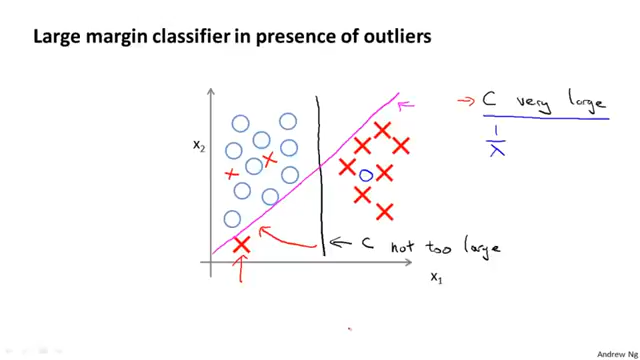 Large margin classifier in presence of outliers
C very large
1
λ
x2
C not too large
x1
Andrew Ng